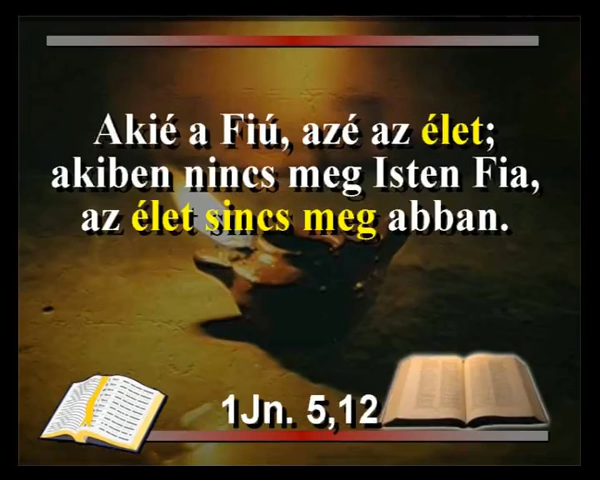 Akié a Fiú, azé az élet;
akiben nincs meg Isten Fia,
az élet sincs meg abban.
1Jn. 5,12